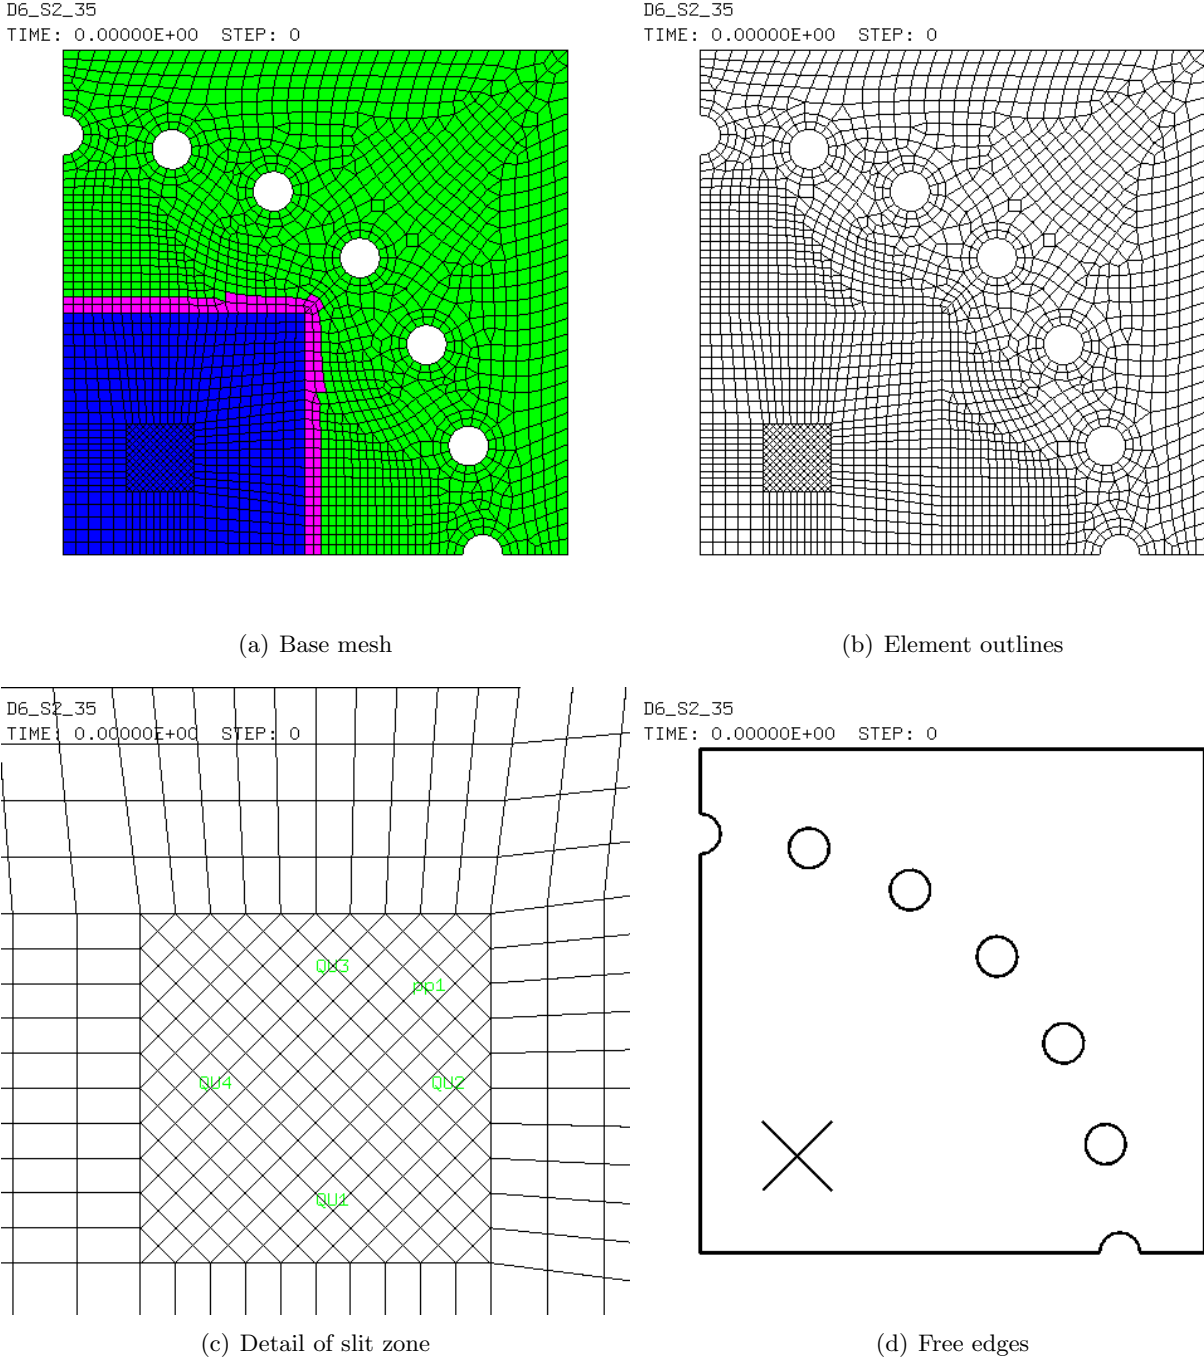 D6_S2_35
TIME: 0.00000E+00 STEP: 0
D6_S2_35
TIME: 0.00000E+00 STEP: 0
(a) Base mesh
(b) Element outlines
D6_S2_35
TIME: 0.00000E+00 STEP: 0
QU3
pp1
QU4
QU2
QU1
D6_S2_35
TIME: 0.00000E+00 STEP: 0
(c) Detail of slit zone
(d) Free edges